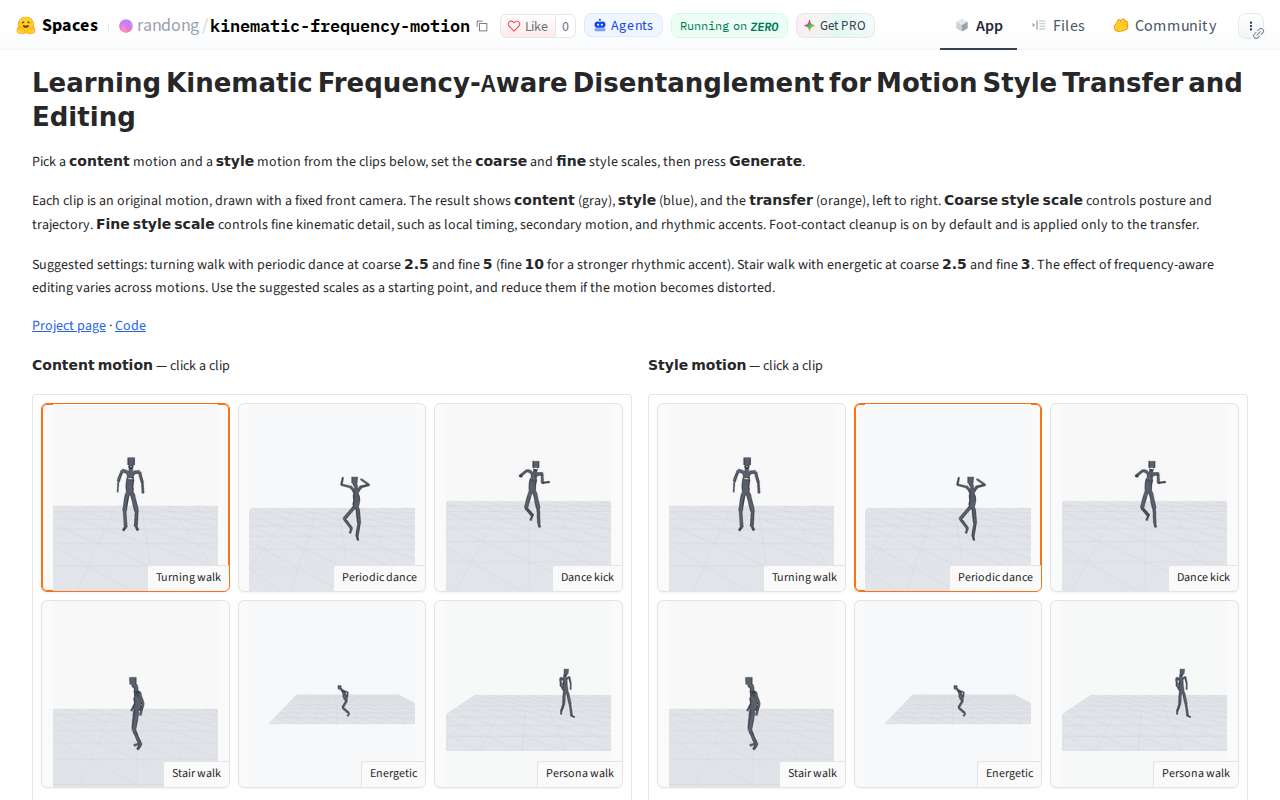 Spaces randong/kinematic-frequency-motion Like 0 Agents Running on ZERO Get PRO App Files Community
Learning Kinematic Frequency-Aware Disentanglement for Motion Style Transfer and
Editing
Pick a content motion and a style motion from the clips below, set the coarse and fine style scales, then press Generate.
Each clip is an original motion, drawn with a fixed front camera. The result shows content (gray), style (blue), and the transfer (orange), left to right. Coarse style scale controls posture and
trajectory. Fine style scale controls fine kinematic detail, such as local timing, secondary motion, and rhythmic accents. Foot-contact cleanup is on by default and is applied only to the transfer.
Suggested settings: turning walk with periodic dance at coarse 2.5 and fine 5 (fine 10 for a stronger rhythmic accent). Stair walk with energetic at coarse 2.5 and fine 3. The effect of frequency-aware
editing varies across motions. Use the suggested scales as a starting point, and reduce them if the motion becomes distorted.
Project page · Code
Content motion — click a clip
Turning walk
Periodic dance
Dance kick
Stair walk
Energetic
Persona walk
Style motion — click a clip
Turning walk
Periodic dance
Dance kick
Stair walk
Energetic
Persona walk